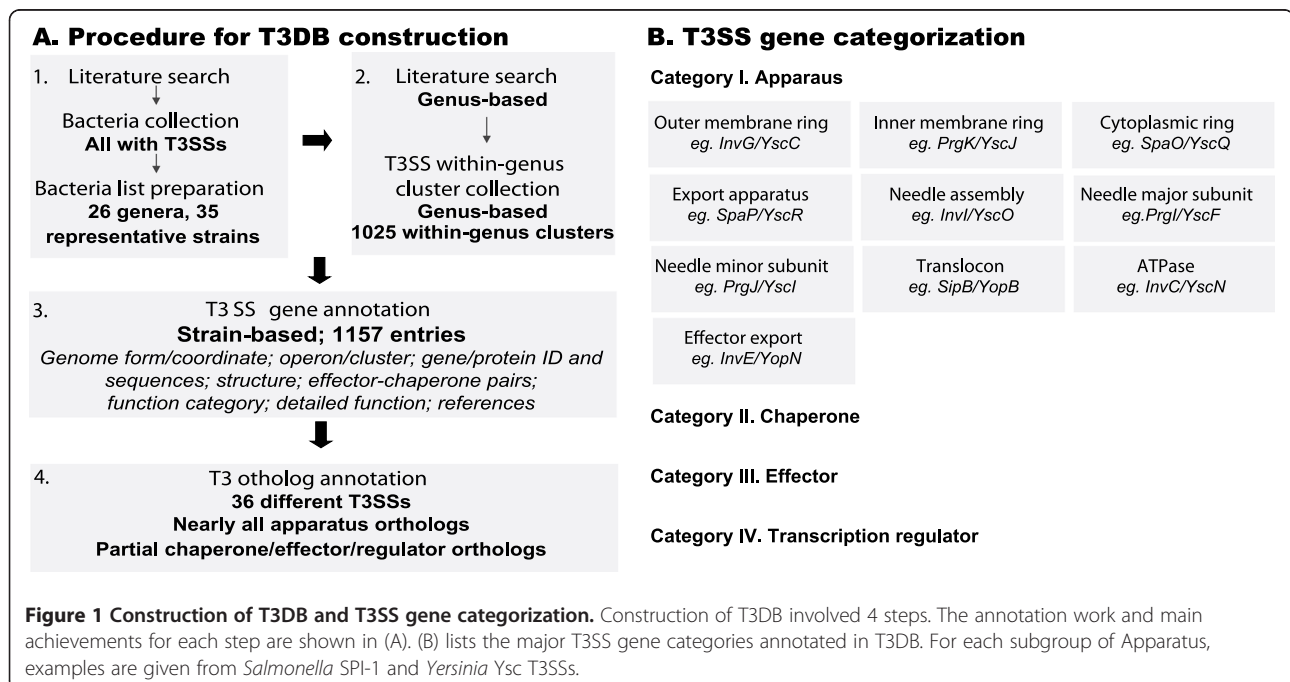 A. Procedure for T3DB construction
1. Literature search
Bacteria collection
All with T3SSs
Bacteria list preparation
26 genera, 35
representative strains
2. Literature search
Genus-based
T3SS within-genus
cluster collection
Genus-based
1025 within-genus clusters
3. T3 SS gene annotation
Strain-based; 1157 entries
Genome form/coordinate; operon/cluster; gene/protein ID and
sequences; structure; effector-chaperone pairs;
function category; detailed function; references
4. T3 otholog annotation
36 different T3SSs
Nearly all apparatus orthologs
Partial chaperone/effector/regulator orthologs
B. T3SS gene categorization
Category I. Apparaus
Outer membrane ring
eg. InvG/YscC
Inner membrane ring
eg. PrgK/YscJ
Cytoplasmic ring
eg. SpaO/YscQ
Export apparatus
eg. SpaP/YscR
Needle assembly
eg. InvI/YscO
Needle major subunit
eg.PrgI/YscF
Needle minor subunit
eg. PrgJ/YscI
Translocon
eg. SipB/YopB
ATPase
eg. InvC/YscN
Effector export
eg. InvE/YopN
Category II. Chaperone
Category III. Effector
Category IV. Transcription regulator
Figure 1 Construction of T3DB and T3SS gene categorization. Construction of T3DB involved 4 steps. The annotation work and main
achievements for each step are shown in (A). (B) lists the major T3SS gene categories annotated in T3DB. For each subgroup of Apparatus,
examples are given from Salmonella SPI-1 and Yersinia Ysc T3SSs.